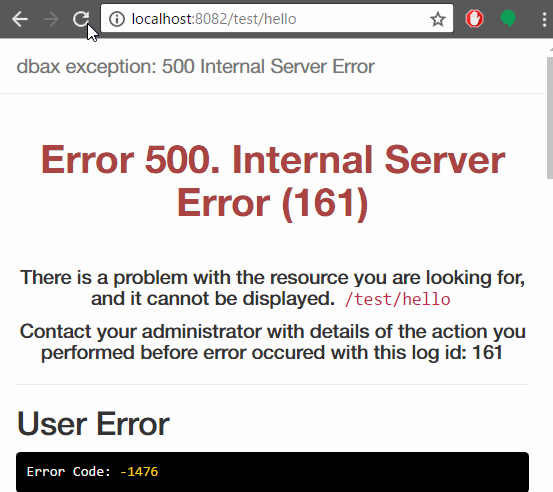 localhost:8082/test/hello
dbax exception: 500 Internal Server Error
Error 500. Internal Server
Error (161)
There is a problem with the resource you are looking for,
and it cannot be displayed. /test/hello
Contact your administrator with details of the action you
performed before error occured with this log id: 161
User Error
Error Code: -1476